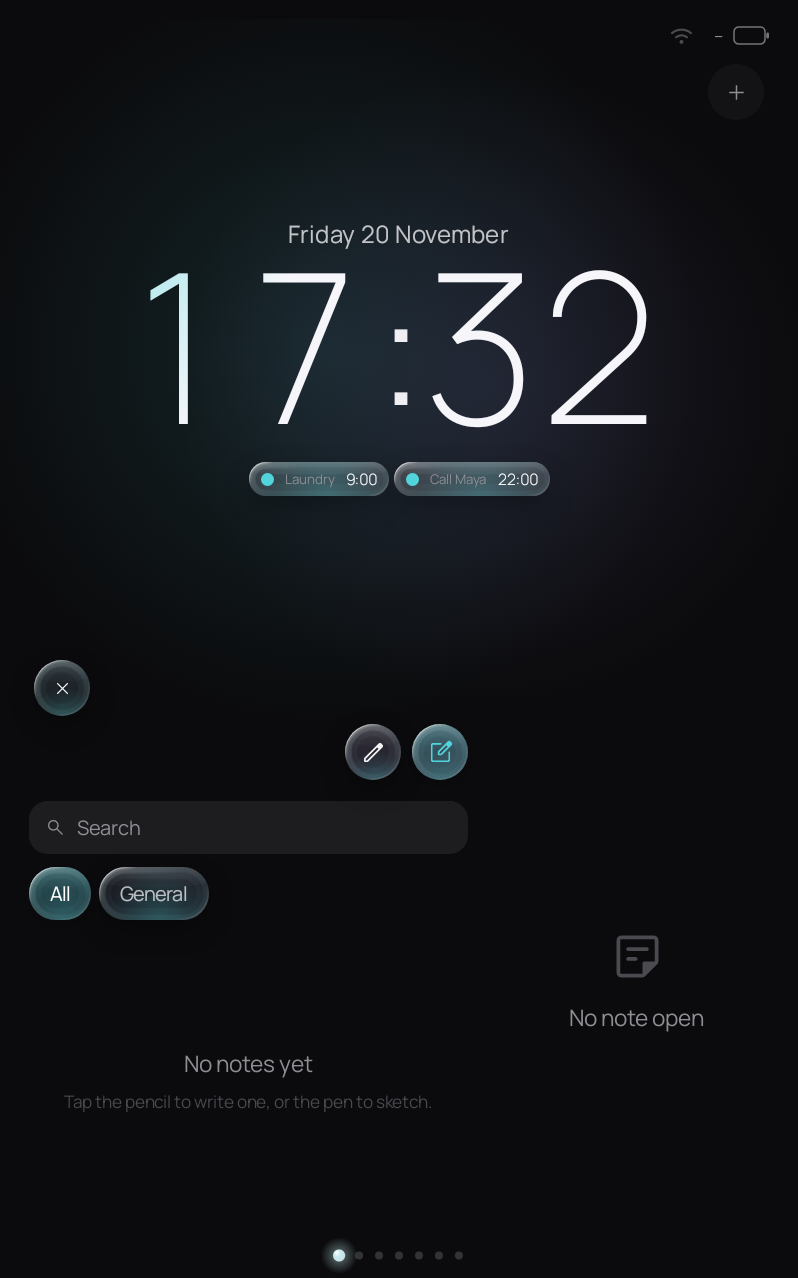 –
Friday 20 November
17:32
Laundry 9:00 Call Maya 22:00
Search
All General
No note open
No notes yet
Tap the pencil to write one, or the pen to sketch.